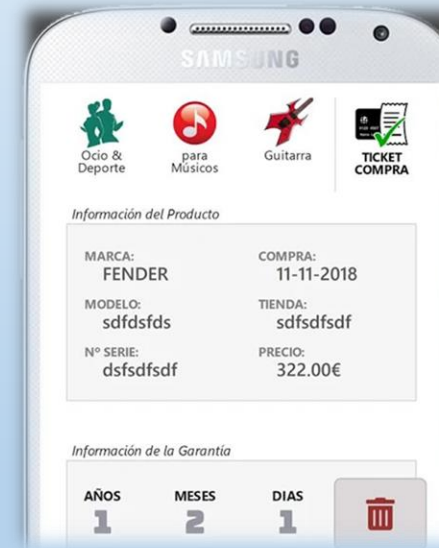 SAMSUNG
Ocio &
Deporte
para
Músicos
Guitarra
TICKET
COMPRA
Información del Producto
MARCA:
FENDER
COMPRA:
11-11-2018
MODELO:
sdfdsfds
TIENDA:
sdfsdfsdf
Nº SERIE:
dsfsdfsdf
PRECIO:
322.00€
Información de la Garantía
AÑOS MESES DIAS
1 2 1